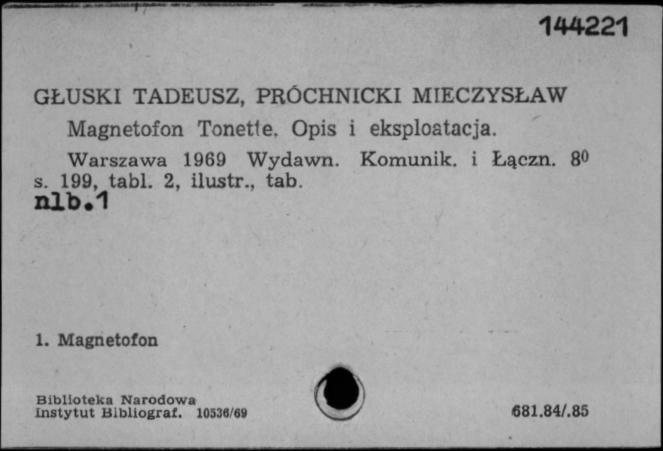 144221
GŁUSKI TADEUSZ, PRÓCHNICKI MIECZYSŁAW
Magnetofon Tonette. Opis i eksploatacja.
Warszawa 1969 Wydawn. Komunik. i Łączn. 8⁰
s. 199, tabl. 2, ilustr., tab.
nlb.1
1. Magnetofon
Biblioteka Narodowa
Instytut Bibliograf. 10536/69
681.84/.85